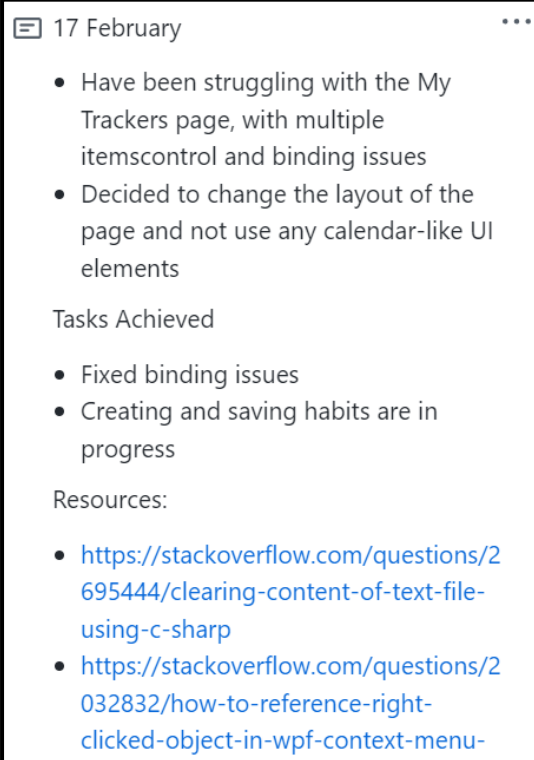 17 February
• Have been struggling with the My
Trackers page, with multiple
itemscontrol and binding issues
• Decided to change the layout of the
page and not use any calendar-like UI
elements
Tasks Achieved
• Fixed binding issues
• Creating and saving habits are in
progress
Resources:
• https://stackoverflow.com/questions/2
695444/clearing-content-of-text-file-
using-c-sharp
• https://stackoverflow.com/questions/2
032832/how-to-reference-right-
clicked-object-in-wpf-context-menu-